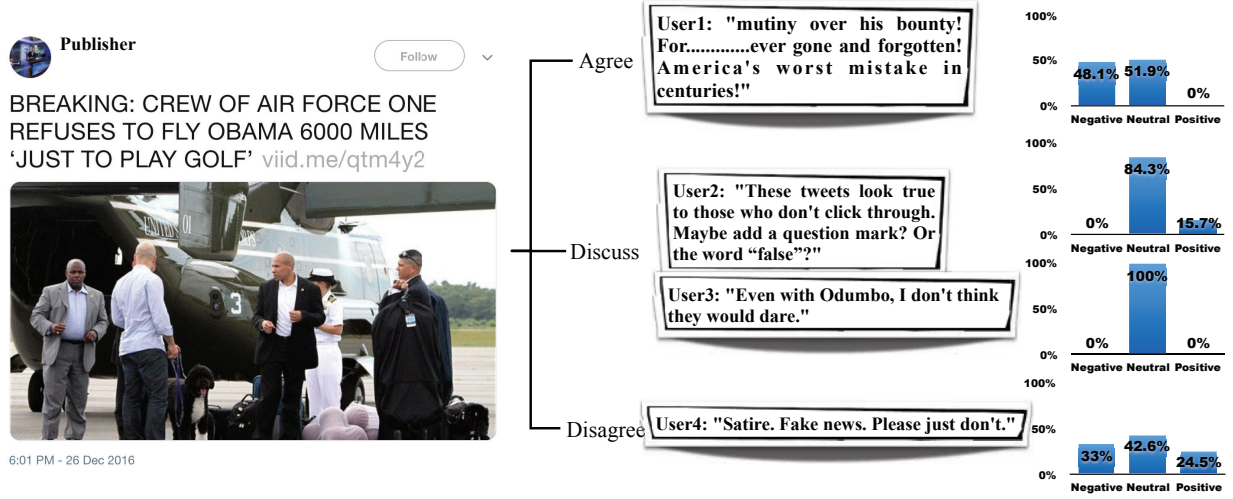 Publisher
Follow
BREAKING: CREW OF AIR FORCE ONE
REFUSES TO FLY OBAMA 6000 MILES
‘JUST TO PLAY GOLF’ viid.me/qtm4y2
UNITED
01
3
6:01 PM - 26 Dec 2016
Agree
User1: "mutiny over his bounty!
For.............ever gone and forgotten!
America's worst mistake in
centuries!"
100%
50%
0%
48.1%
51.9%
0%
Negative Neutral Positive
Discuss
User2: "These tweets look true
to those who don't click through.
Maybe add a question mark? Or
the word “false”?"
100%
50%
0%
0%
84.3%
15.7%
Negative Neutral Positive
User3: "Even with Odumbo, I don't think
they would dare."
100%
50%
0%
0%
100%
0%
Negative Neutral Positive
Disagree
User4: "Satire. Fake news. Please just don't."
100%
50%
0%
33%
42.6%
24.5%
Negative Neutral Positive